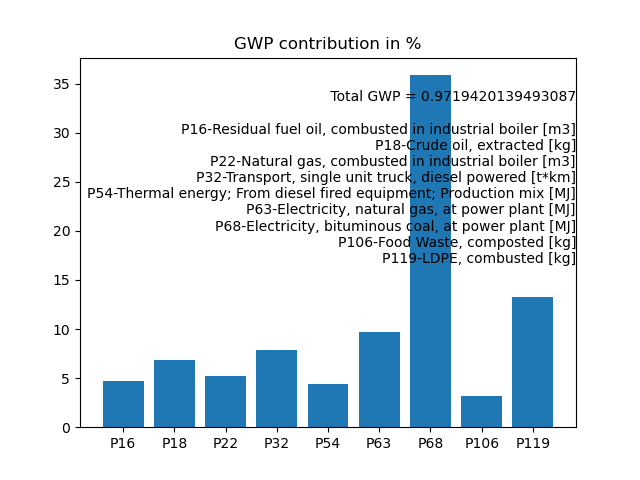 GWP contribution in %
35
30
25
20
15
10
5
0
Total GWP = 0.9719420139493087
P16-Residual fuel oil, combusted in industrial boiler [m3]
P18-Crude oil, extracted [kg]
P22-Natural gas, combusted in industrial boiler [m3]
P32-Transport, single unit truck, diesel powered [t*km]
P54-Thermal energy; From diesel fired equipment; Production mix [MJ]
P63-Electricity, natural gas, at power plant [MJ]
P68-Electricity, bituminous coal, at power plant [MJ]
P106-Food Waste, composted [kg]
P119-LDPE, combusted [kg]
P16 P18 P22 P32 P54 P63 P68 P106 P119